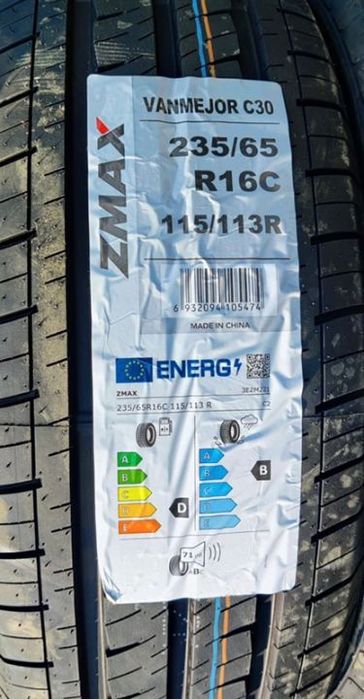 ZMAX
VANMEJOR C30
235/65
R16C
115/113R
6 932094 105474
MADE IN CHINA
ENERG
ZMAX
235/65R16C 115/113 R C2
A
B
C
D
A
B
C
D
E
D
B
71